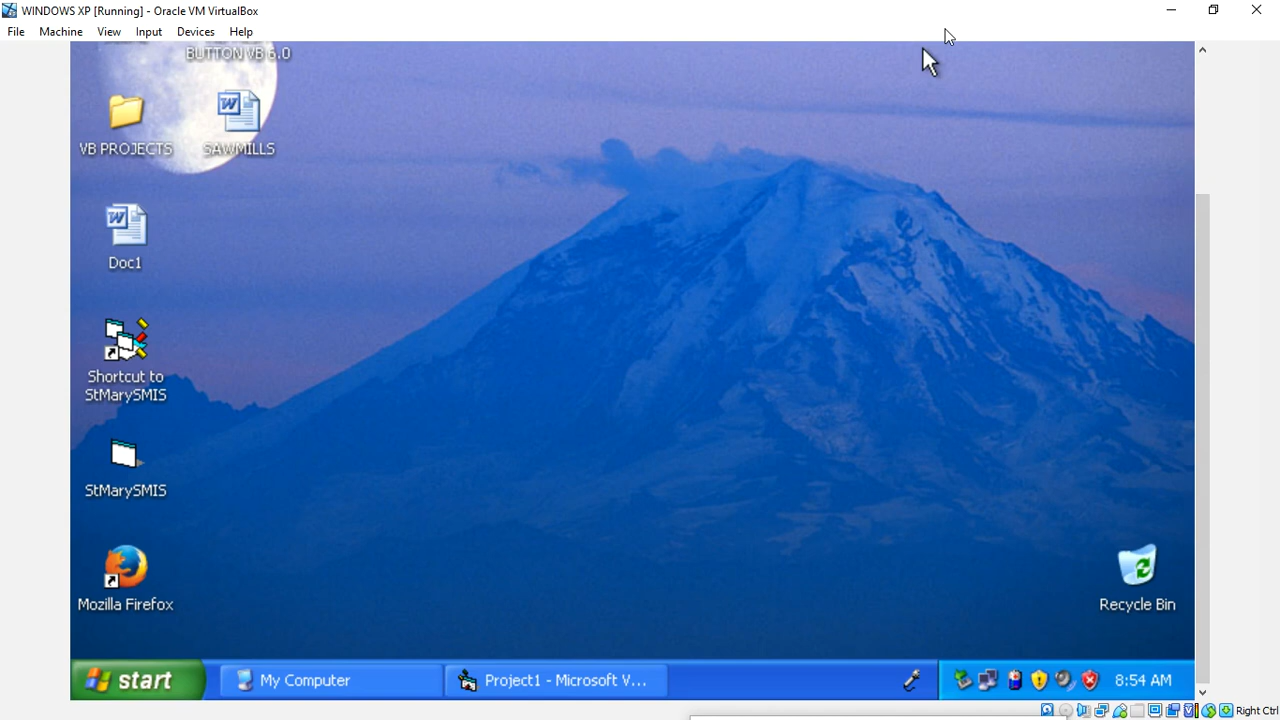 WINDOWS XP [Running] - Oracle VM VirtualBox
File Machine View Input Devices Help
BUTTON VB 6.0
VB PROJECTS
SAWMILLS
Doc1
Shortcut to
StMarySMIS
StMarySMIS
Mozilla Firefox
Recycle Bin
start
My Computer
Project1 - Microsoft V...
8:54 AM
Right Ctrl